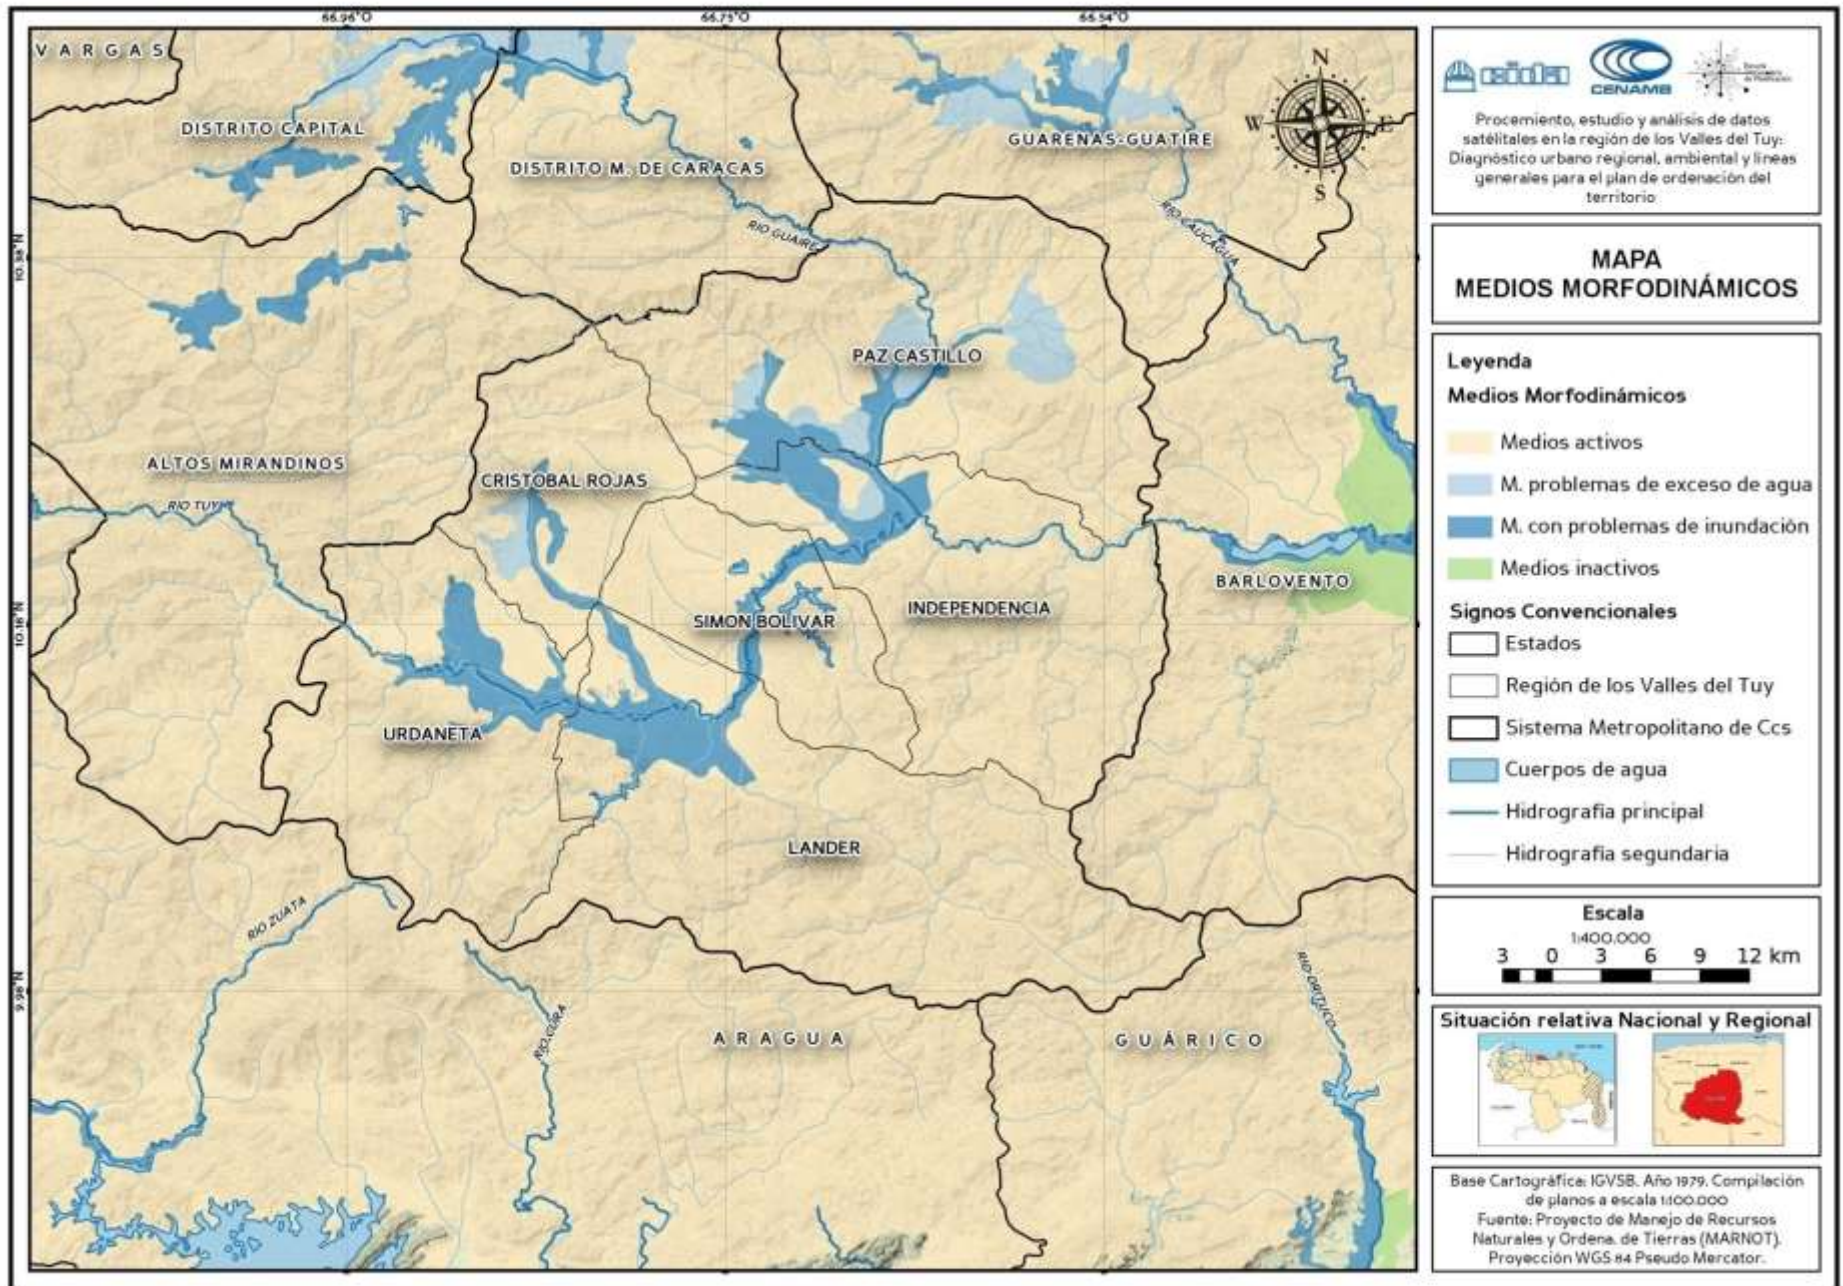 66.96°O
66.75°O
66.54°O
VARGAS
DISTRITO CAPITAL
DISTRITO M. DE CARACAS
GUARENAS-GUATIRE
N
W
E
S
RIO GUAIRE
RIO CAUCAGUA
10.38°N
PAZ CASTILLO
ALTOS MIRANDINOS
CRISTOBAL ROJAS
RIO TUY
BARLOVENTO
INDEPENDENCIA
SIMON BOLIVAR
10.18°N
URDANETA
LANDER
RIO ZUATA
RIO CURA
RIO ORITUCO
9.98°N
ARAGUA
GUÁRICO
CENAMB
Procemiento, estudio y análisis de datos
satélitales en la región de los Valles del Tuy:
Diagnóstico urbano regional, ambiental y lineas
generales para el plan de ordenación del
territorio
MAPA
MEDIOS MORFODINÁMICOS
Leyenda
Medios Morfodinámicos
Medios activos
M. problemas de exceso de agua
M. con problemas de inundación
Medios inactivos
Signos Convencionales
Estados
Región de los Valles del Tuy
Sistema Metropolitano de Ccs
Cuerpos de agua
Hidrografía principal
Hidrografía segundaria
Escala
1:400.000
3 0 3 6 9 12 km
Situación relativa Nacional y Regional
Base Cartográfica: IGVSB. Año 1979. Compilación
de planos a escala 1:100.000
Fuente: Proyecto de Manejo de Recursos
Naturales y Ordena. de Tierras (MARNOT).
Proyección WGS 84 Pseudo Mercator.